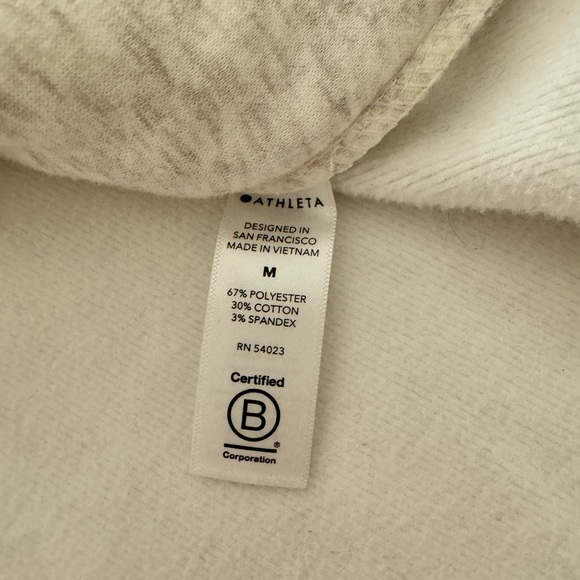 ATHLETA
DESIGNED IN
SAN FRANCISCO
MADE IN VIETNAM
M
67% POLYESTER
30% COTTON
3% SPANDEX
RN 54023
Certified
B
®
Corporation